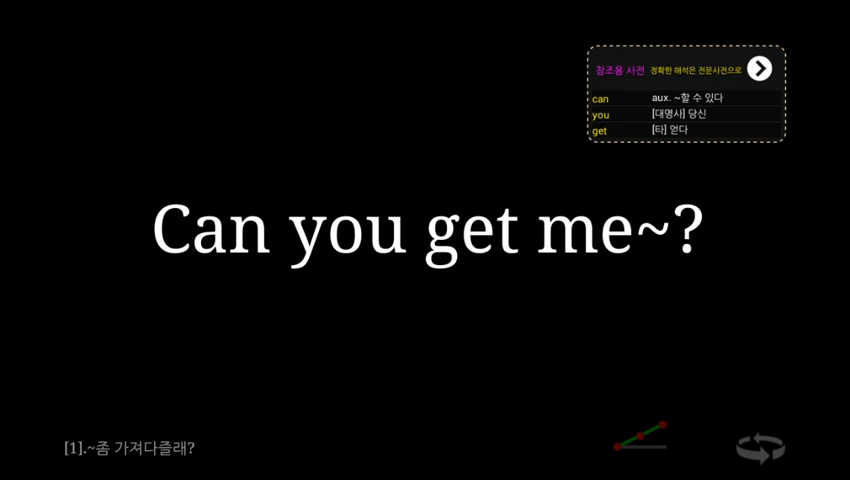 참조용 사전 정확한 해석은 전문사전으로
can aux. ~할 수 있다
you [대명사] 당신
get [타] 얻다
Can you get me~?
[1].~좀 가져다즐래?